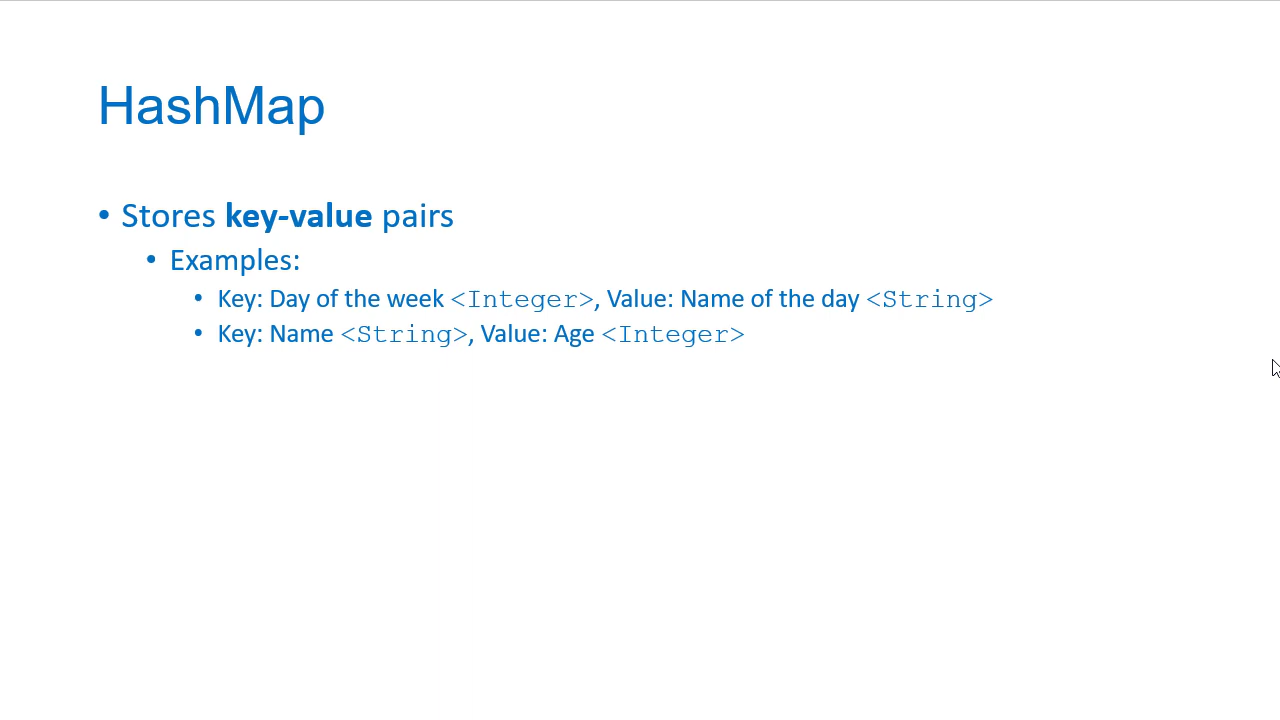 HashMap
• Stores key-value pairs
• Examples:
• Key: Day of the week <Integer>, Value: Name of the day <String>
• Key: Name <String>, Value: Age <Integer>